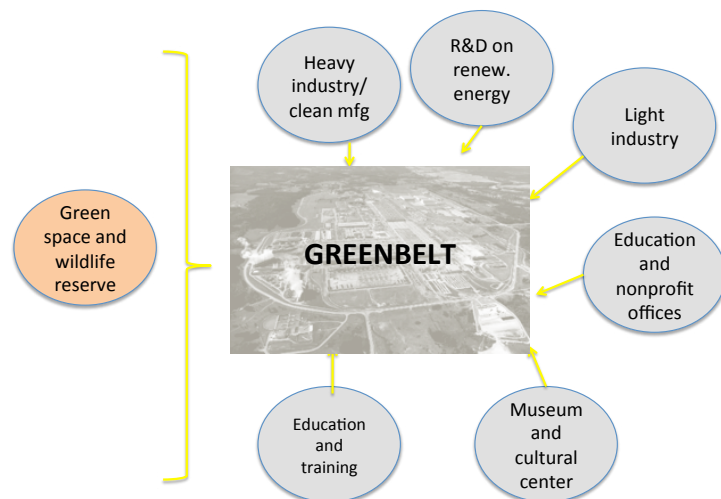 Heavy
industry/
clean mfg
R&D on
renew.
energy
Light
industry
Green
space and
wildlife
reserve
GREENBELT
Education
and
nonprofit
offices
Education
and
training
Museum
and
cultural
center